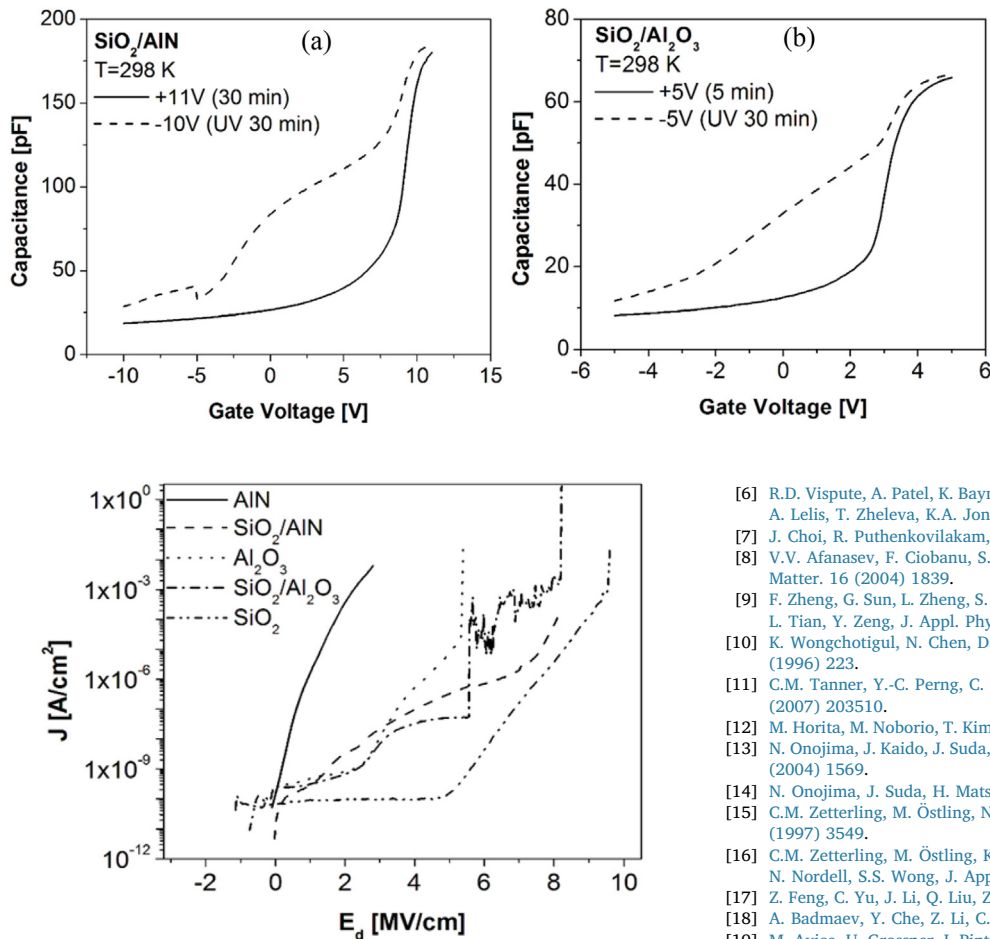 SiO2/AlN
T=298 K
+11V (30 min)
-10V (UV 30 min)
(a)
200
150
100
50
0
Capacitance [pF]
-10 -5 0 5 10 15
Gate Voltage [V]
SiO2/Al2O3
T=298 K
+5V (5 min)
-5V (UV 30 min)
(b)
80
60
40
20
0
Capacitance [pF]
-6 -4 -2 0 2 4 6
Gate Voltage [V]
AlN
SiO2/AlN
Al2O3
SiO2/Al2O3
SiO2
1x10^0
10^-3
1x10^-6
1x10^-9
10^-12
J [A/cm^2]
-2 0 2 4 6 8 10
E_d [MV/cm]
[6] R.D. Vispute, A. Patel, K. Bayn
A. Lelis, T. Zheleva, K.A. Jon
[7] J. Choi, R. Puthenkovilakam,
[8] V.V. Afanasev, F. Ciobanu, S.
Matter. 16 (2004) 1839.
[9] F. Zheng, G. Sun, L. Zheng, S.
L. Tian, Y. Zeng, J. Appl. Phy
[10] K. Wongchotigul, N. Chen, D
(1996) 223.
[11] C.M. Tanner, Y.-C. Perng, C.
(2007) 203510.
[12] M. Horita, M. Noborio, T. Kim
[13] N. Onojima, J. Kaido, J. Suda,
(2004) 1569.
[14] N. Onojima, J. Suda, H. Mats
[15] C.M. Zetterling, M. Östling, N
(1997) 3549.
[16] C.M. Zetterling, M. Östling, K
N. Nordell, S.S. Wong, J. App
[17] Z. Feng, C. Yu, J. Li, Q. Liu, Z
[18] A. Badmaev, Y. Che, Z. Li, C.